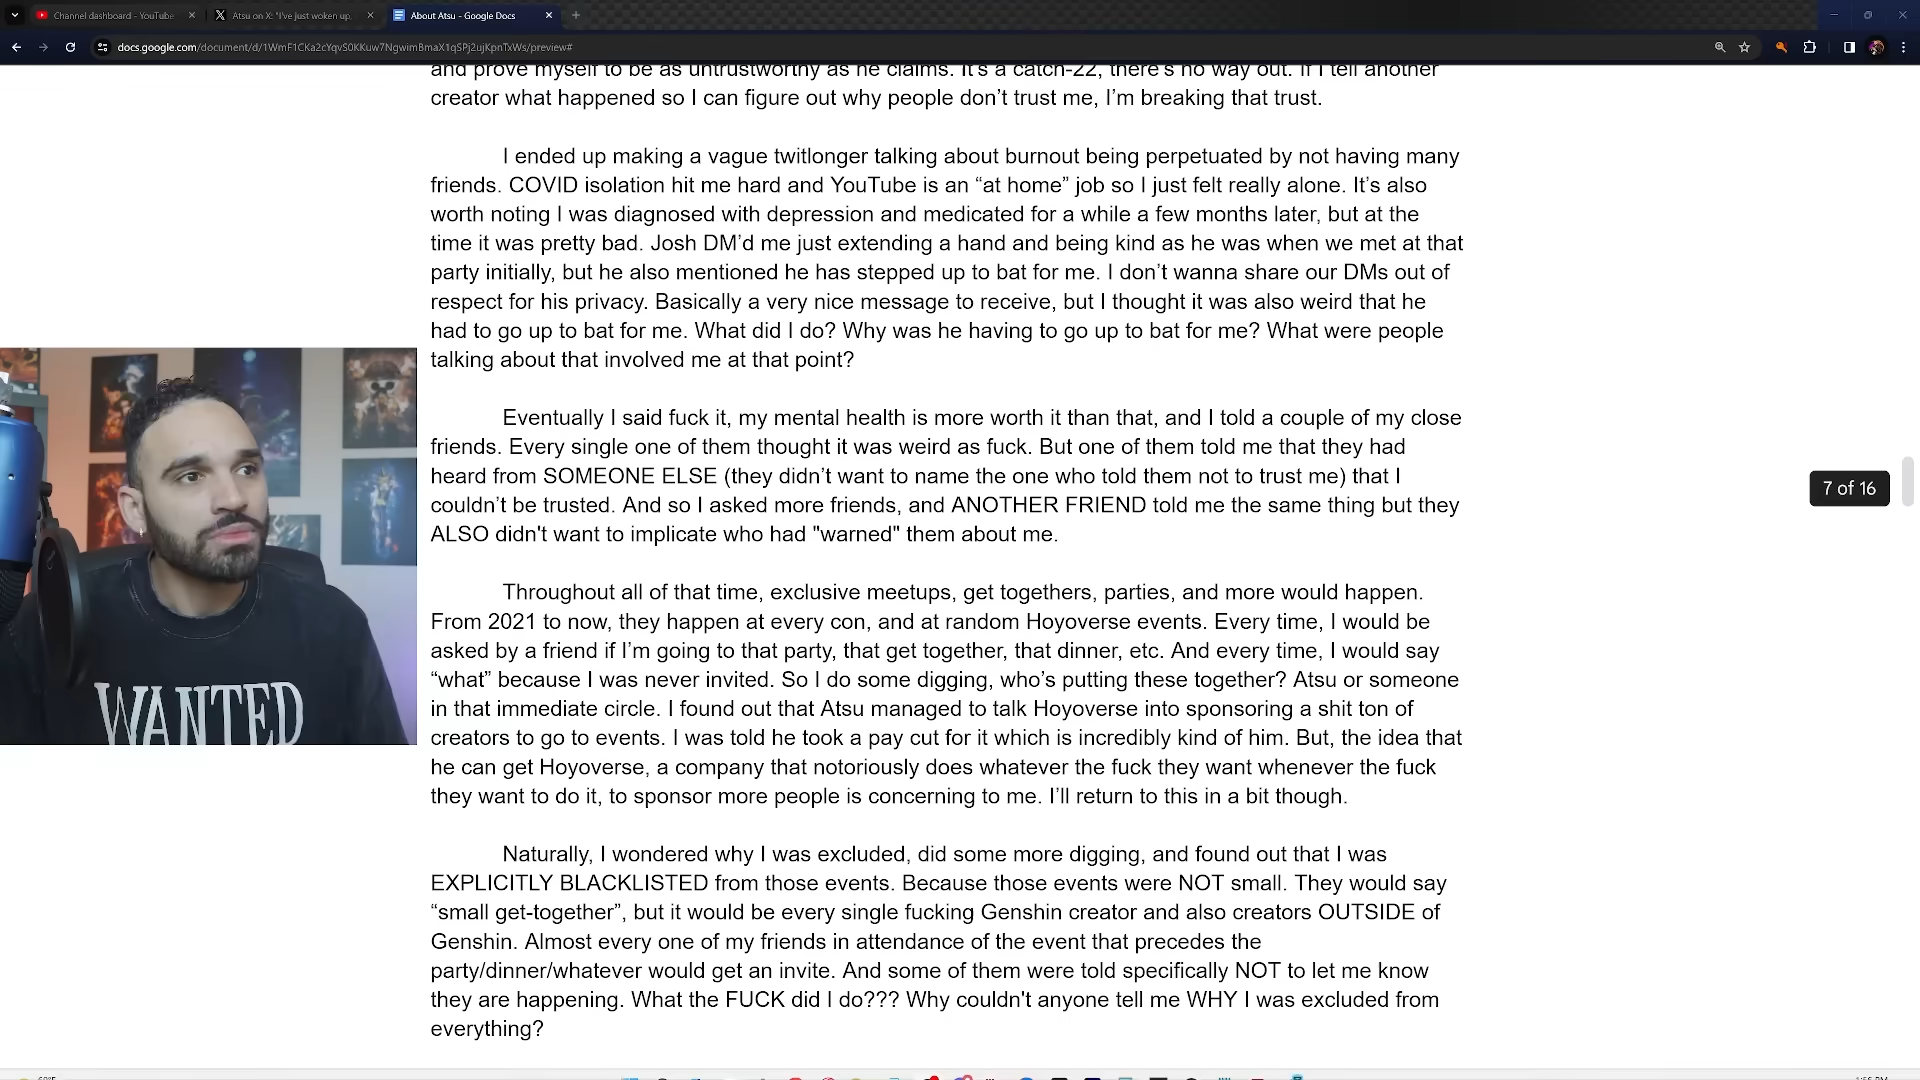 Channel dashboard - YouTube
Atsu on X: "I've just woken up,
About Atsu - Google Docs
docs.google.com/document/d/1WmF1CKa2cYqvS0KKuw7NgwimBmaX1qSPj2ujKpnTxWs/preview#
and prove myself to be as untrustworthy as he claims. It's a catch-22, there's no way out. If I tell another
creator what happened so I can figure out why people don’t trust me, I’m breaking that trust.
I ended up making a vague twitlonger talking about burnout being perpetuated by not having many
friends. COVID isolation hit me hard and YouTube is an “at home” job so I just felt really alone. It’s also
worth noting I was diagnosed with depression and medicated for a while a few months later, but at the
time it was pretty bad. Josh DM’d me just extending a hand and being kind as he was when we met at that
party initially, but he also mentioned he has stepped up to bat for me. I don’t wanna share our DMs out of
respect for his privacy. Basically a very nice message to receive, but I thought it was also weird that he
had to go up to bat for me. What did I do? Why was he having to go up to bat for me? What were people
talking about that involved me at that point?
Eventually I said fuck it, my mental health is more worth it than that, and I told a couple of my close
friends. Every single one of them thought it was weird as fuck. But one of them told me that they had
heard from SOMEONE ELSE (they didn’t want to name the one who told them not to trust me) that I
couldn’t be trusted. And so I asked more friends, and ANOTHER FRIEND told me the same thing but they
ALSO didn't want to implicate who had "warned" them about me.
7 of 16
Throughout all of that time, exclusive meetups, get togethers, parties, and more would happen.
From 2021 to now, they happen at every con, and at random Hoyoverse events. Every time, I would be
asked by a friend if I’m going to that party, that get together, that dinner, etc. And every time, I would say
“what” because I was never invited. So I do some digging, who’s putting these together? Atsu or someone
in that immediate circle. I found out that Atsu managed to talk Hoyoverse into sponsoring a shit ton of
creators to go to events. I was told he took a pay cut for it which is incredibly kind of him. But, the idea that
he can get Hoyoverse, a company that notoriously does whatever the fuck they want whenever the fuck
they want to do it, to sponsor more people is concerning to me. I’ll return to this in a bit though.
WANTED
Naturally, I wondered why I was excluded, did some more digging, and found out that I was
EXPLICITLY BLACKLISTED from those events. Because those events were NOT small. They would say
“small get-together”, but it would be every single fucking Genshin creator and also creators OUTSIDE of
Genshin. Almost every one of my friends in attendance of the event that precedes the
party/dinner/whatever would get an invite. And some of them were told specifically NOT to let me know
they are happening. What the FUCK did I do??? Why couldn't anyone tell me WHY I was excluded from
everything?